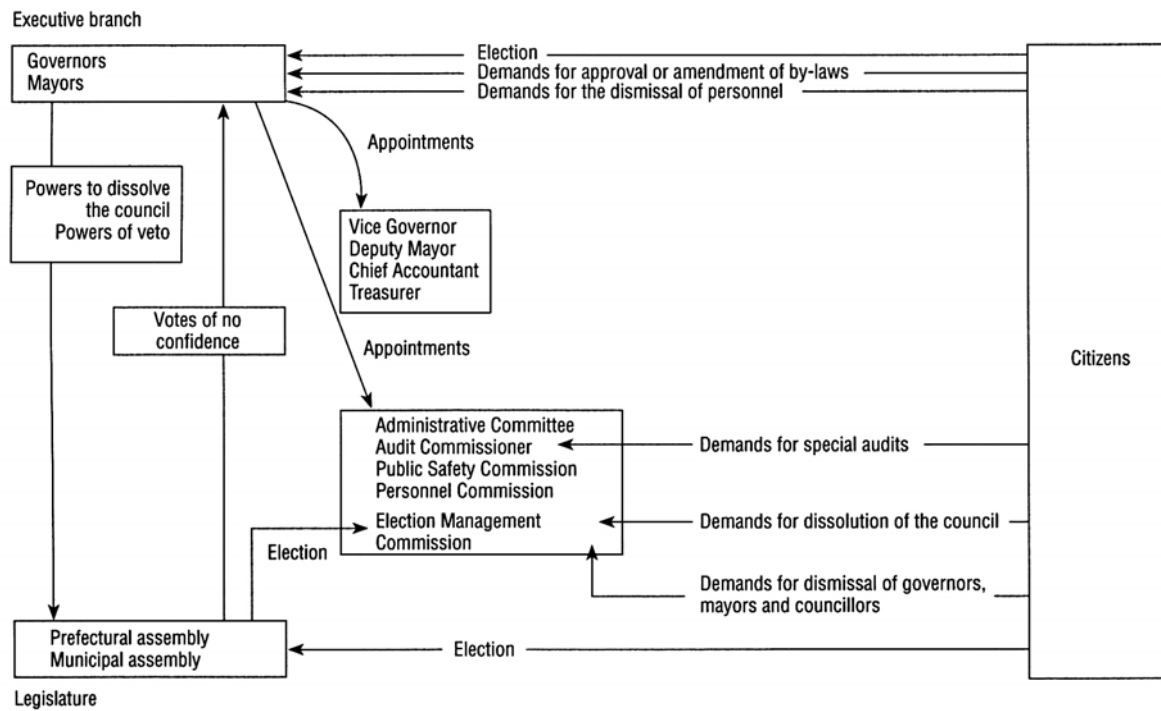 Executive branch
Governors
Mayors
Election
Demands for approval or amendment of by-laws
Demands for the dismissal of personnel
Appointments
Powers to dissolve
the council
Powers of veto
Vice Governor
Deputy Mayor
Chief Accountant
Treasurer
Votes of no
confidence
Appointments
Citizens
Administrative Committee
Audit Commissioner
Public Safety Commission
Personnel Commission
Election Management
Commission
Demands for special audits
Demands for dissolution of the council
Election
Demands for dismissal of governors,
mayors and councillors
Prefectural assembly
Municipal assembly
Election
Legislature